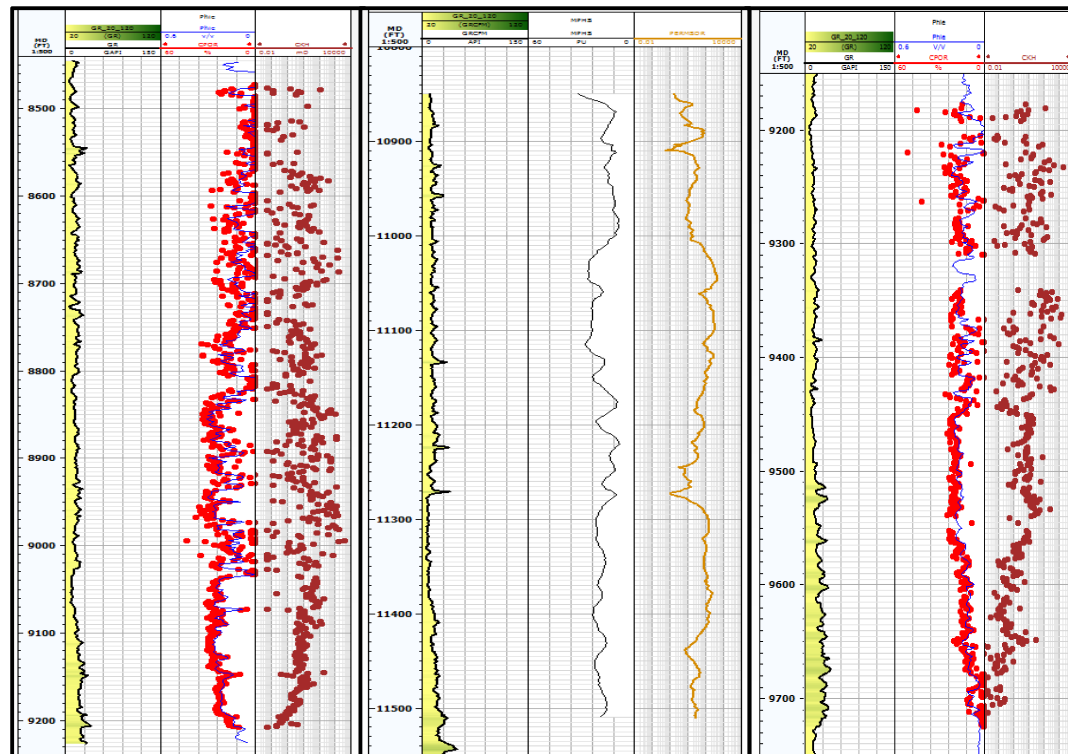 MD
(FT)
1:500
GR_20_120
20 (GR) 120
GR
0 GAPI 150
Phie
Phie
0.6 V/V 0
CPOR
60 % 0
CKH
0.01 mD 10000
8500
8600
8700
8800
8900
9000
9100
9200
MD
(FT)
1:500
GR_20_120
20 (GRCFM) 120
GRCFM
0 API 150
MPHS
MPHS
60 PU 0
0.01 10000
10900
11000
11100
11200
11300
11400
11500
MD
(FT)
1:500
GR_20_120
20 (GR) 120
GR
0 GAPI 150
Phie
Phie
0.6 V/V 0
CPOR
60 % 0
CKH
0.01 10000
9200
9300
9400
9500
9600
9700